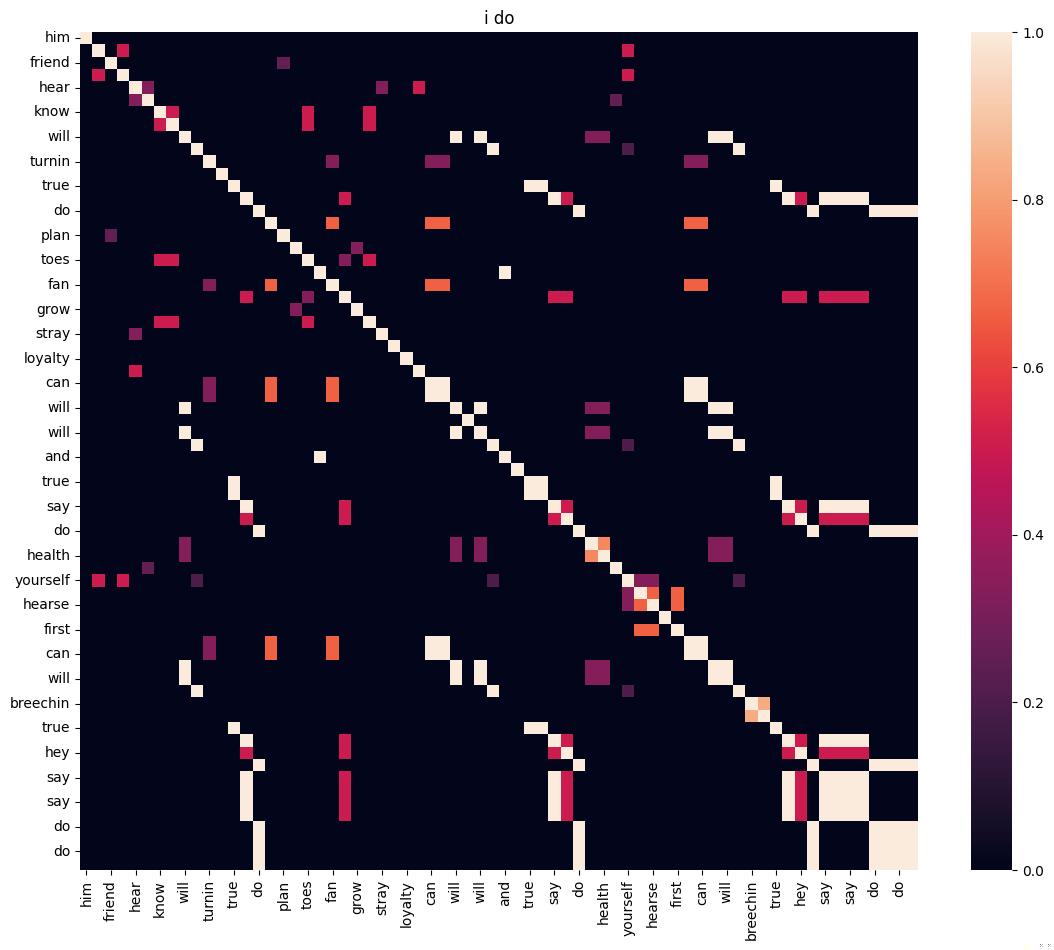 i do
him
friend
hear
know
will
turnin
true
do
plan
toes
fan
grow
stray
loyalty
can
will
will
and
true
say
do
health
yourself
hearse
first
can
will
breechin
true
hey
say
say
do
do
1.0
0.8
0.6
0.4
0.2
0.0
him friend hear know will turnin true do plan toes fan grow stray loyalty can will will and true say do health yourself hearse first can will breechin true hey say say do do